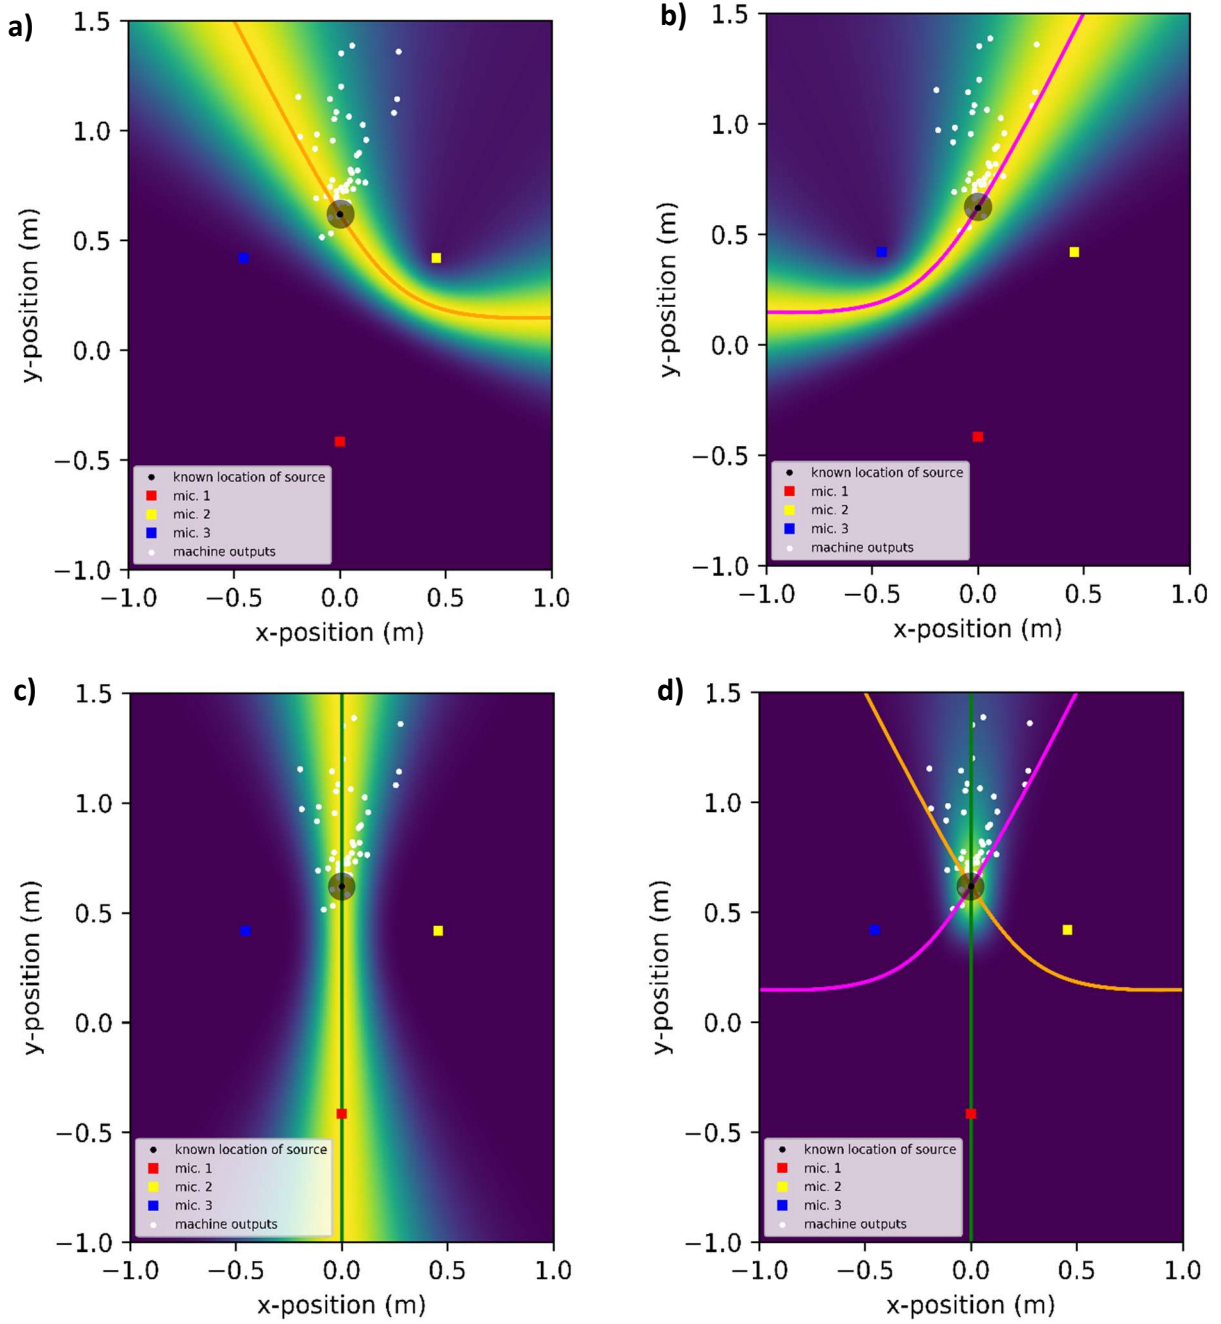 a)
1.5
1.0
0.5
0.0
−0.5
−1.0
y-position (m)
known location of source
mic. 1
mic. 2
mic. 3
machine outputs
−1.0 −0.5 0.0 0.5 1.0
x-position (m)
b)
1.5
1.0
0.5
0.0
−0.5
−1.0
y-position (m)
known location of source
mic. 1
mic. 2
mic. 3
machine outputs
−1.0 −0.5 0.0 0.5 1.0
x-position (m)
c)
1.5
1.0
0.5
0.0
−0.5
−1.0
y-position (m)
known location of source
mic. 1
mic. 2
mic. 3
machine outputs
−1.0 −0.5 0.0 0.5 1.0
x-position (m)
d)
1.5
1.0
0.5
0.0
−0.5
−1.0
y-position (m)
known location of source
mic. 1
mic. 2
mic. 3
machine outputs
−1.0 −0.5 0.0 0.5 1.0
x-position (m)